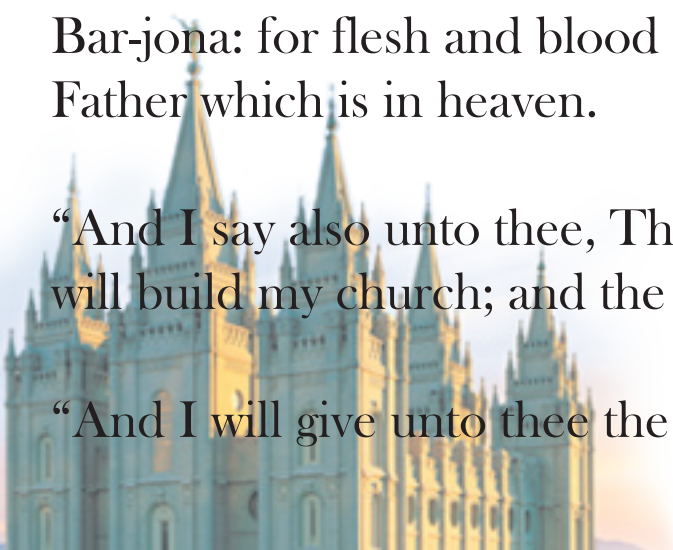 Bar-jona: for flesh and blood
Father which is in heaven.
“And I say also unto thee, Th
will build my church; and the
“And I will give unto thee the